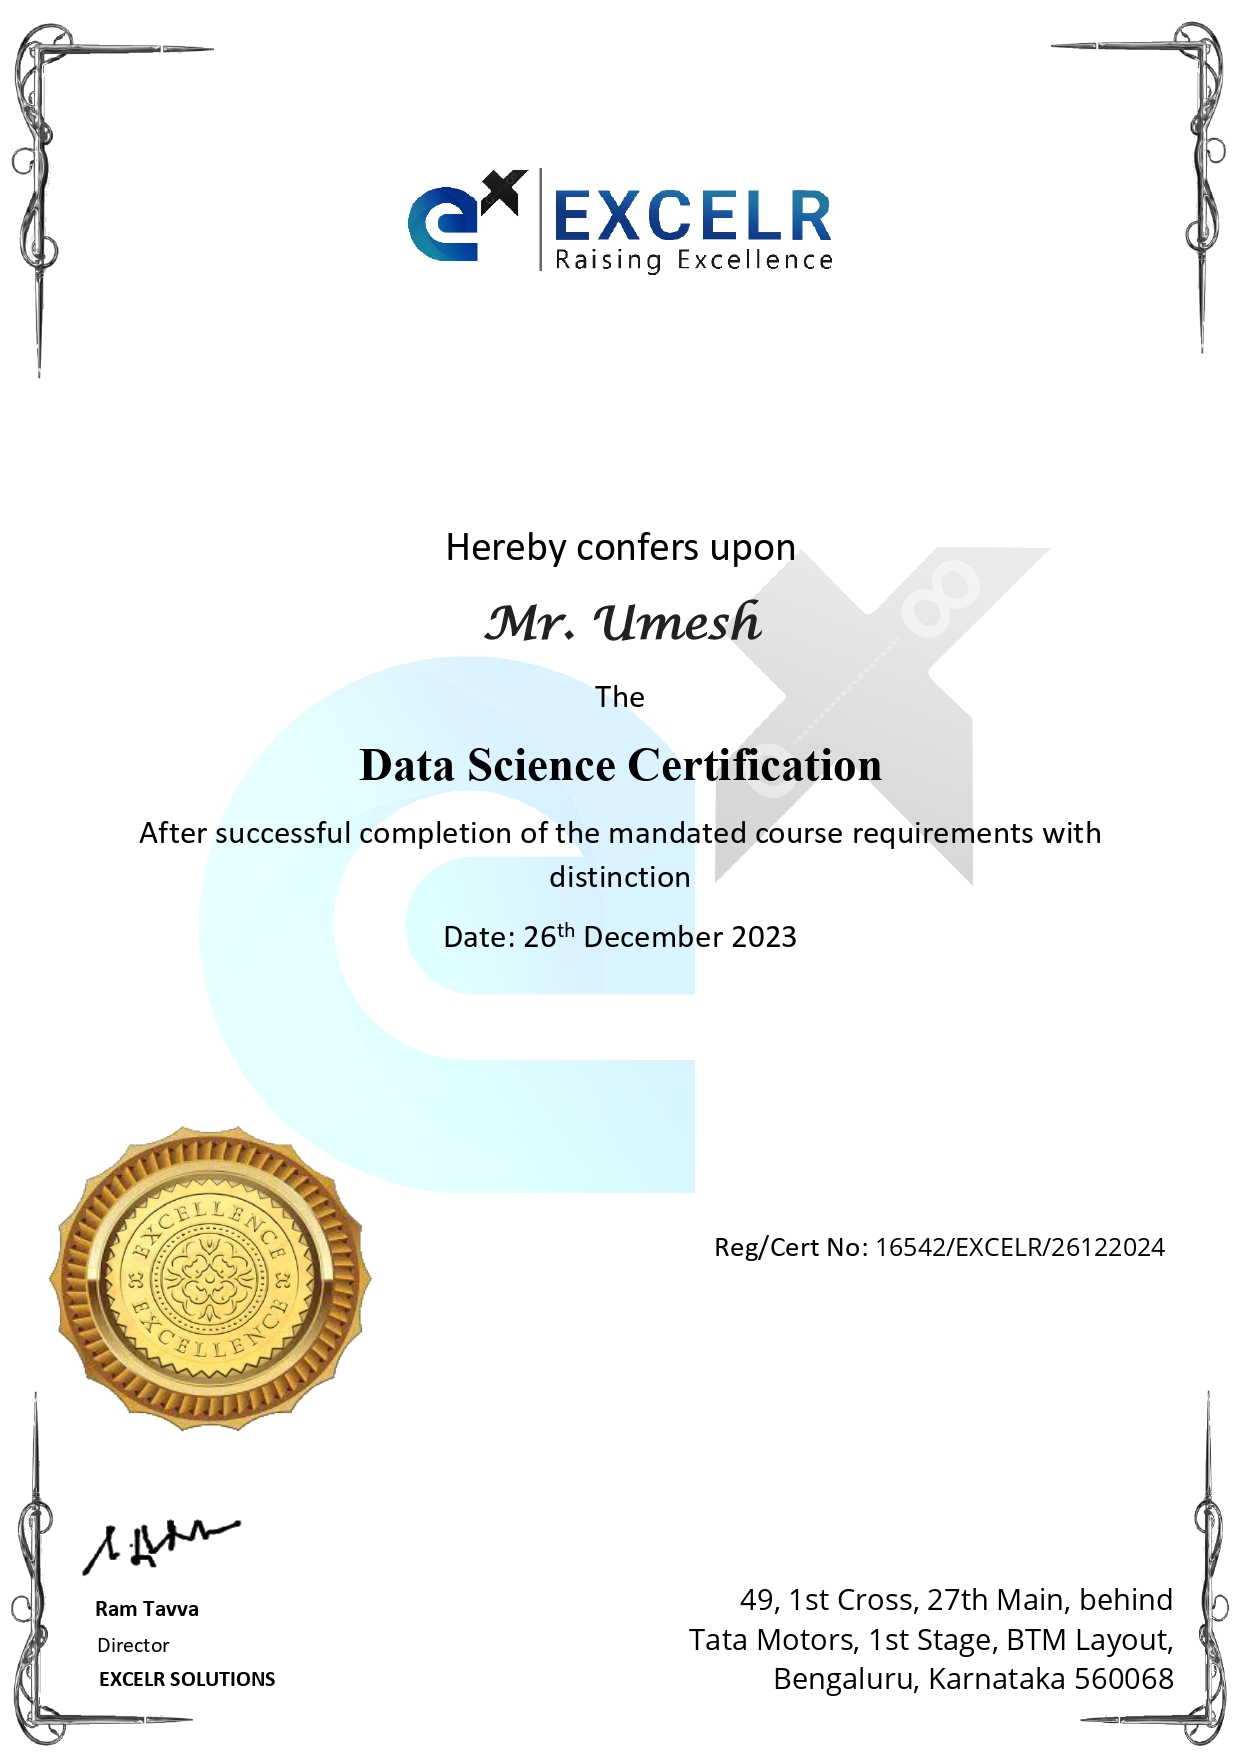 EXCELR
Raising Excellence
Hereby confers upon
Mr. Umesh
The
Data Science Certification
After successful completion of the mandated course requirements with
distinction
Date: 26th December 2023
EXCELLENCE
EXCELLENCE
Reg/Cert No: 16542/EXCELR/26122024
Ram Tavva
Director
EXCELR SOLUTIONS
49, 1st Cross, 27th Main, behind
Tata Motors, 1st Stage, BTM Layout,
Bengaluru, Karnataka 560068